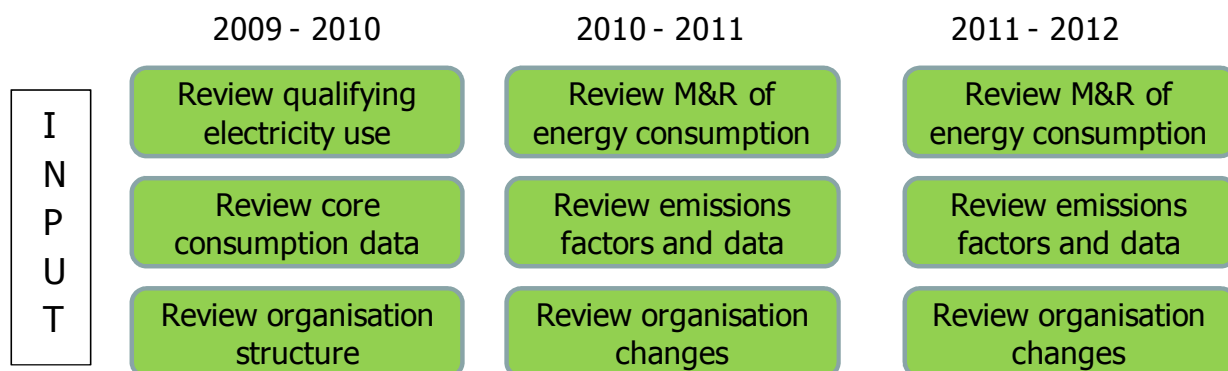 2009 - 2010
2010 - 2011
2011 - 2012
I
N
P
U
T
Review qualifying
electricity use
Review M&R of
energy consumption
Review M&R of
energy consumption
Review core
consumption data
Review emissions
factors and data
Review emissions
factors and data
Review organisation
structure
Review organisation
changes
Review organisation
changes